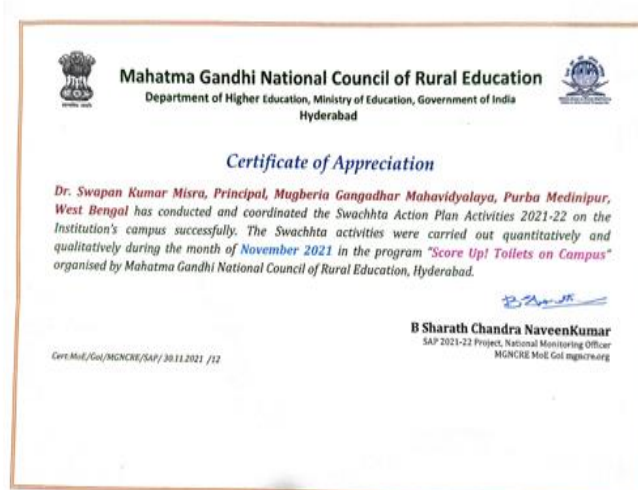 Mahatma Gandhi National Council of Rural Education
Department of Higher Education, Ministry of Education, Government of India
Hyderabad
Certificate of Appreciation
Dr. Swapan Kumar Misra, Principal, Mugberia Gangadhar Mahavidyalaya, Purba Medinipur,
West Bengal has conducted and coordinated the Swachhta Action Plan Activities 2021-22 on the
Institution's campus successfully. The Swachhta activities were carried out quantitatively and
qualitatively during the month of November 2021 in the program "Score Up! Toilets on Campus"
organised by Mahatma Gandhi National Council of Rural Education, Hyderabad.
B Sharath Chandra NaveenKumar
SAP 2021-22 Project, National Monitoring Officer
MGNCRE MoE GoI mgncre.org
Cert:MoE/GoI/MGNCRE/SAP/30.11.2021 /12